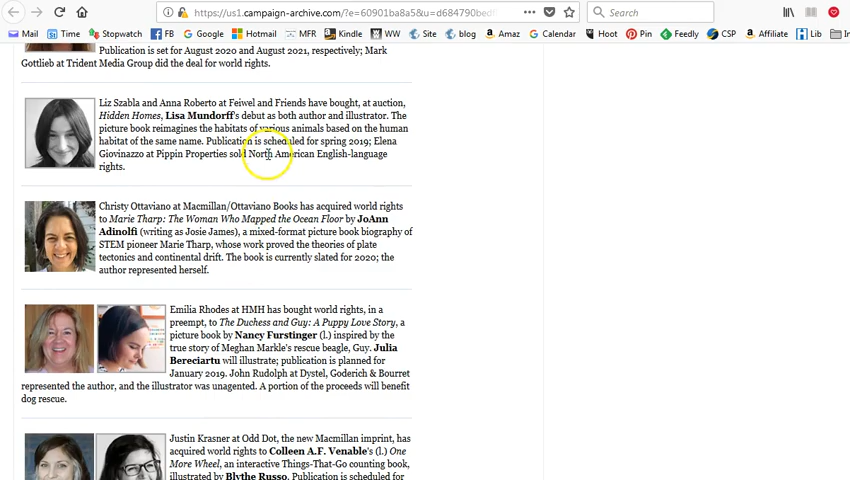 https://us1.campaign-archive.com/?e=60901ba8a5&u=d684790bed
Search
Mail Time Stopwatch FB Google Hotmail MFR Kindle WW Site blog Deezer Amazon Calendar Pin Feedly CSP Affiliate Lib In
Publication is set for August 2020 and August 2021, respectively; Mark
Gottlieb at Trident Media Group did the deal for world rights.
Liz Szabla and Anna Roberto at Feiwel and Friends have bought, at auction,
Hidden Homes, Lisa Mundorff's debut as both author and illustrator. The
picture book reimagines the habitats of various animals based on the human
habitat of the same name. Publication is scheduled for spring 2019; Elena
Giovinazzo at Pippin Properties sold North American English-language
rights.
Christy Ottaviano at Macmillan/Ottaviano Books has acquired world rights
to Marie Tharp: The Woman Who Mapped the Ocean Floor by JoAnn
Adinolfi (writing as Josie James), a mixed-format picture book biography of
STEM pioneer Marie Tharp, whose work proved the theories of plate
tectonics and continental drift. The book is currently slated for 2020; the
author represented herself.
Emilia Rhodes at HMH has bought world rights, in a
preempt, to The Duchess and Guy: A Puppy Love Story, a
picture book by Nancy Furstinger (l.) inspired by the
true story of Meghan Markle's rescue beagle, Guy. Julia
Bereciartu will illustrate; publication is planned for
January 2019. John Rudolph at Dystel, Goderich & Bourret
represented the author, and the illustrator was unagented. A portion of the proceeds will benefit
dog rescue.
Justin Krasner at Odd Dot, the new Macmillan imprint, has
acquired world rights to Colleen A.F. Venable's (l.) One
More Wheel, an interactive Things-That-Go counting book,
illustrated by Blythe Russo. Publication is scheduled for